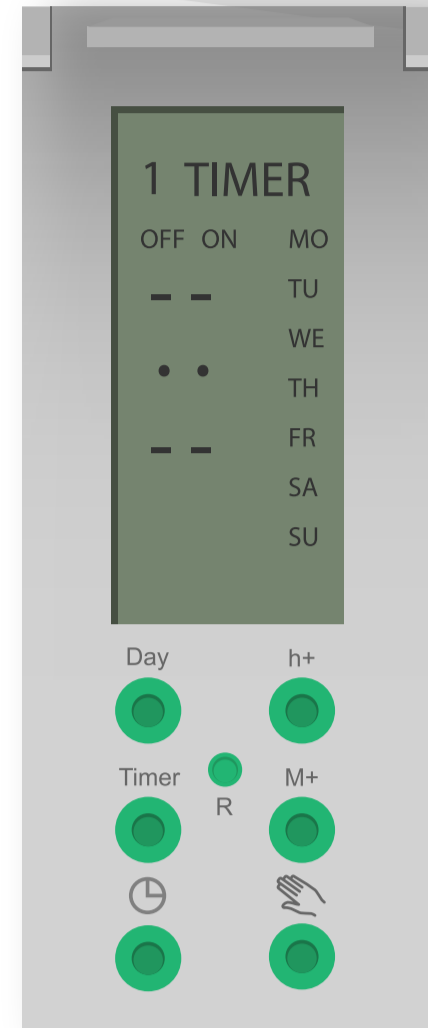 1 TIMER
OFF ON MO
-- TU
WE
: TH
-- FR
SA
SU
Day h+
Timer M+
R